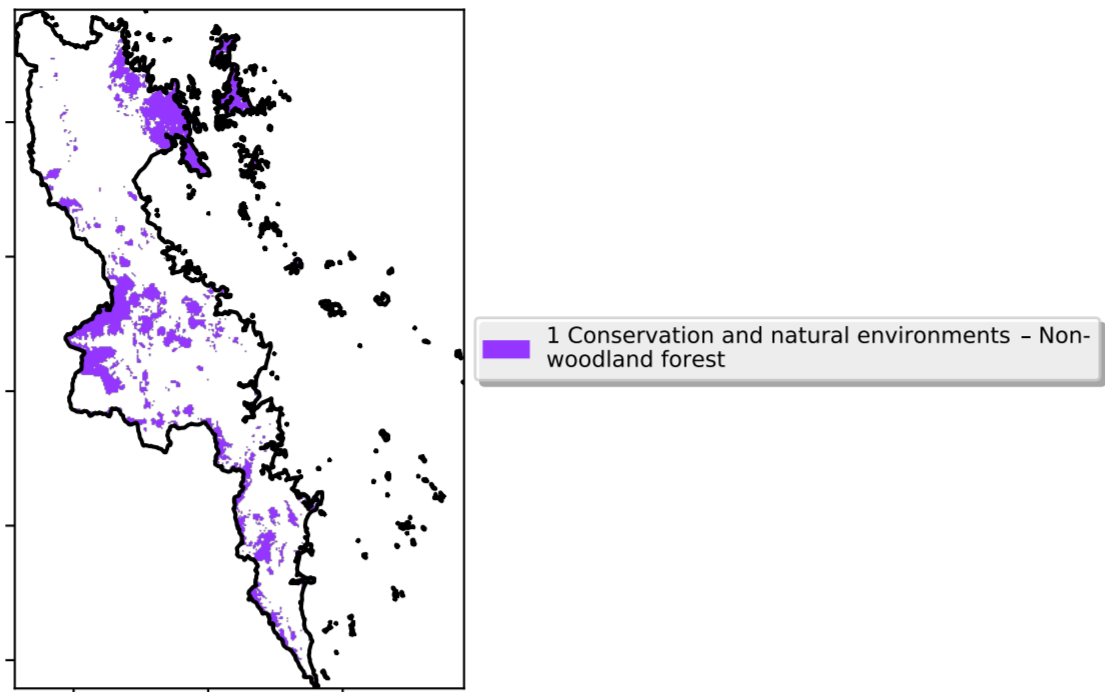 1 Conservation and natural environments – Non-
woodland forest